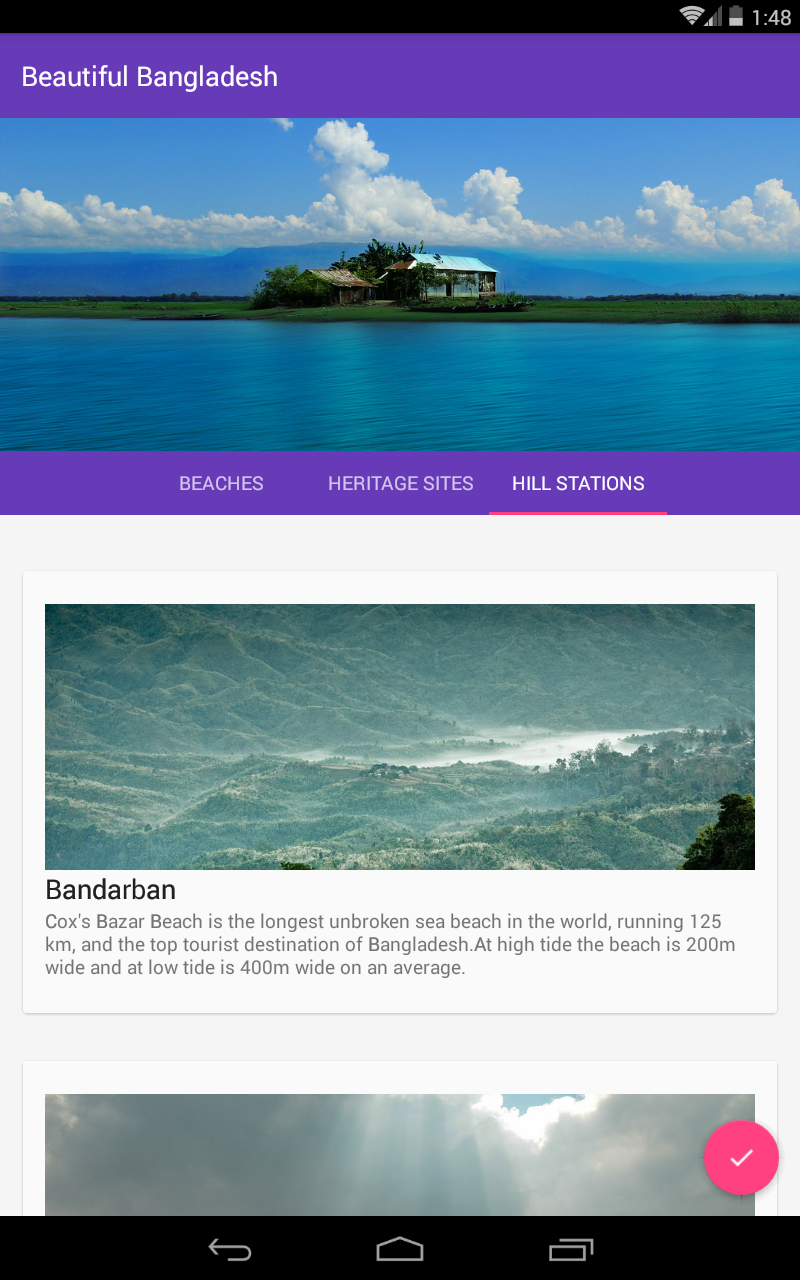 1:48
Beautiful Bangladesh
BEACHES HERITAGE SITES HILL STATIONS
Bandarban
Cox's Bazar Beach is the longest unbroken sea beach in the world, running 125
km, and the top tourist destination of Bangladesh.At high tide the beach is 200m
wide and at low tide is 400m wide on an average.